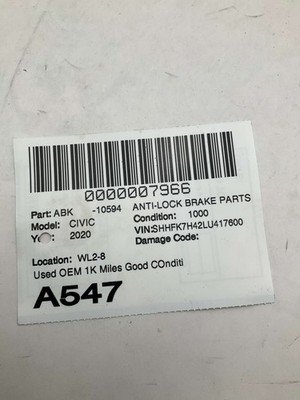 0000007966
Part: ABK -10594 ANTI-LOCK BRAKE PARTS
Model: CIVIC Condition: 1000
2020 VIN:SHHFK7H42LU417600
Damage Code:
Location: WL2-8
Used OEM 1K Miles Good COnditi
A547